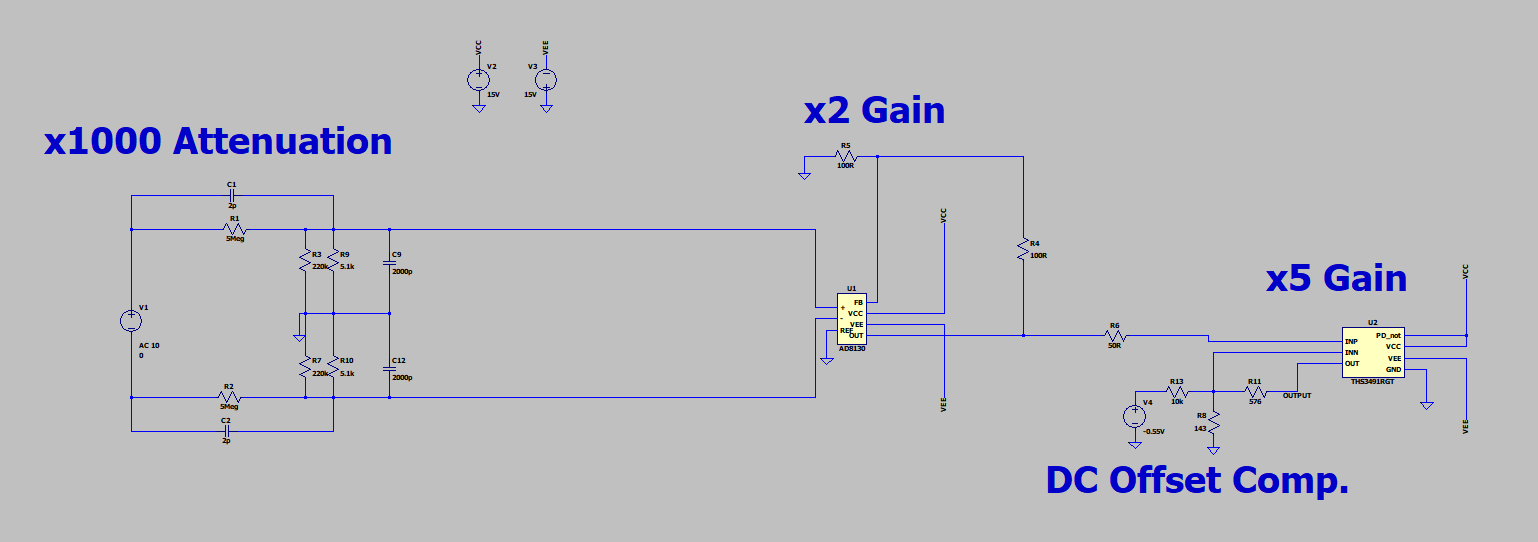 VCC
VEE
V2
15V
V3
15V
x2 Gain
x1000 Attenuation
R5
100R
C1
2p
R1
5Meg
VCC
R3
220k
R9
5.1k
C9
2000p
R4
100R
x5 Gain
VCC
V1
AC 10
0
U1
+
-
REF
FB
VCC
VEE
OUT
AD8130
R6
50R
U2
INP
INN
OUT
PD_not
VCC
VEE
GND
THS3491RGT
R7
220k
R10
5.1k
C12
2000p
R2
5Meg
C2
2p
VEE
R13
10k
R11
576
OUTPUT
V4
-0.55V
R8
143
VEE
DC Offset Comp.